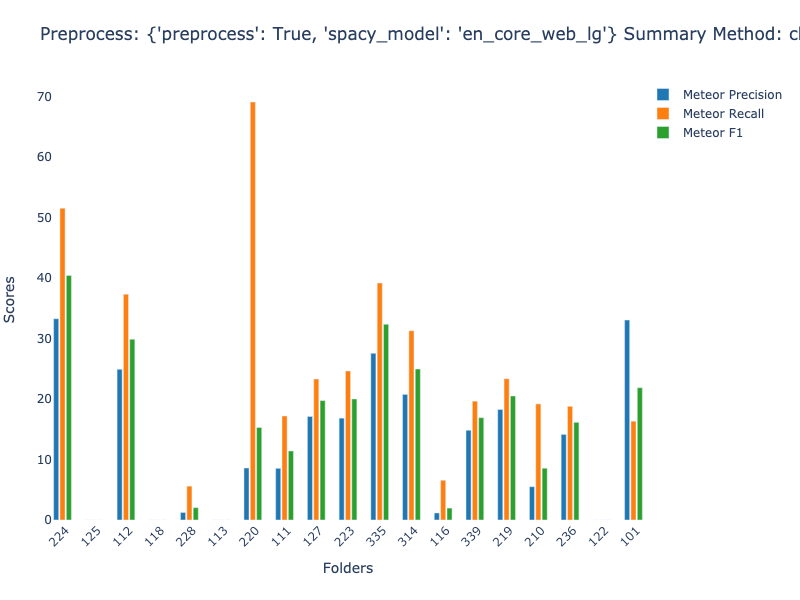 Preprocess: {'preprocess': True, 'spacy_model': 'en_core_web_lg'} Summary Method:
Meteor Precision
Meteor Recall
Meteor F1
70
60
50
40
30
20
10
0
Scores
224 125 112 118 228 113 220 111 127 223 335 314 116 339 219 210 236 122 101
Folders